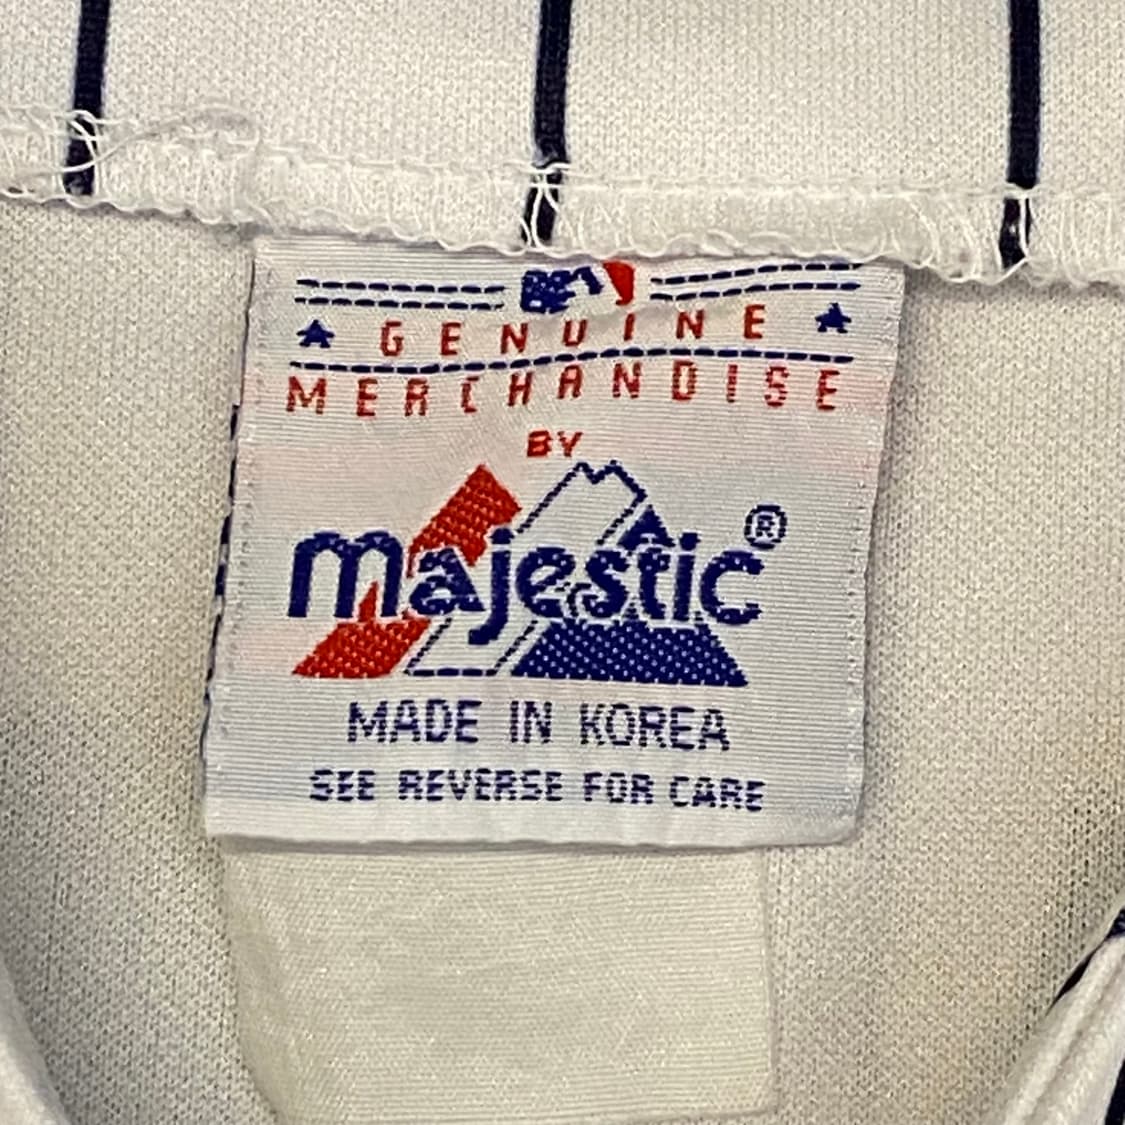 GENUINE
MERCHANDISE
BY
majestic®
MADE IN KOREA
SEE REVERSE FOR CARE